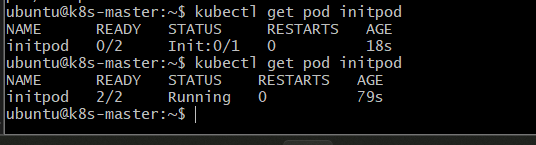 ubuntu@k8s-master:~$ kubectl get pod initpod
NAME READY STATUS RESTARTS AGE
initpod 0/2 Init:0/1 0 18s
ubuntu@k8s-master:~$ kubectl get pod initpod
NAME READY STATUS RESTARTS AGE
initpod 2/2 Running 0 79s
ubuntu@k8s-master:~$